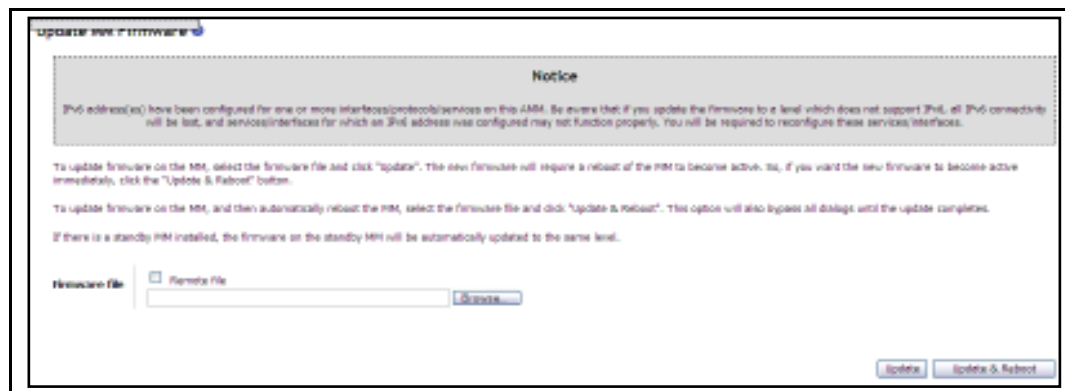 Update MM Firmware
Notice
IPv6 address(es) have been configured for one or more interfaces/protocols/services on this AMM. Be aware that if you update the firmware to a level which does not support IPv6, all IPv6 connectivity
will be lost, and services/interfaces for which an IPv6 address was configured may not function properly. You will be required to reconfigure these services/interfaces.
To update firmware on the MM, select the firmware file and click "Update". The new firmware will require a reboot of the MM to become active. So, if you want the new firmware to become active
immediately, click the "Update & Reboot" button.
To update firmware on the MM, and then automatically reboot the MM, select the firmware file and click "Update & Reboot". This option will also bypass all dialogs until the update completes.
If there is a standby MM installed, the firmware on the standby MM will be automatically updated to the same level.
Firmware file
Remote file
Browse...
Update
Update & Reboot